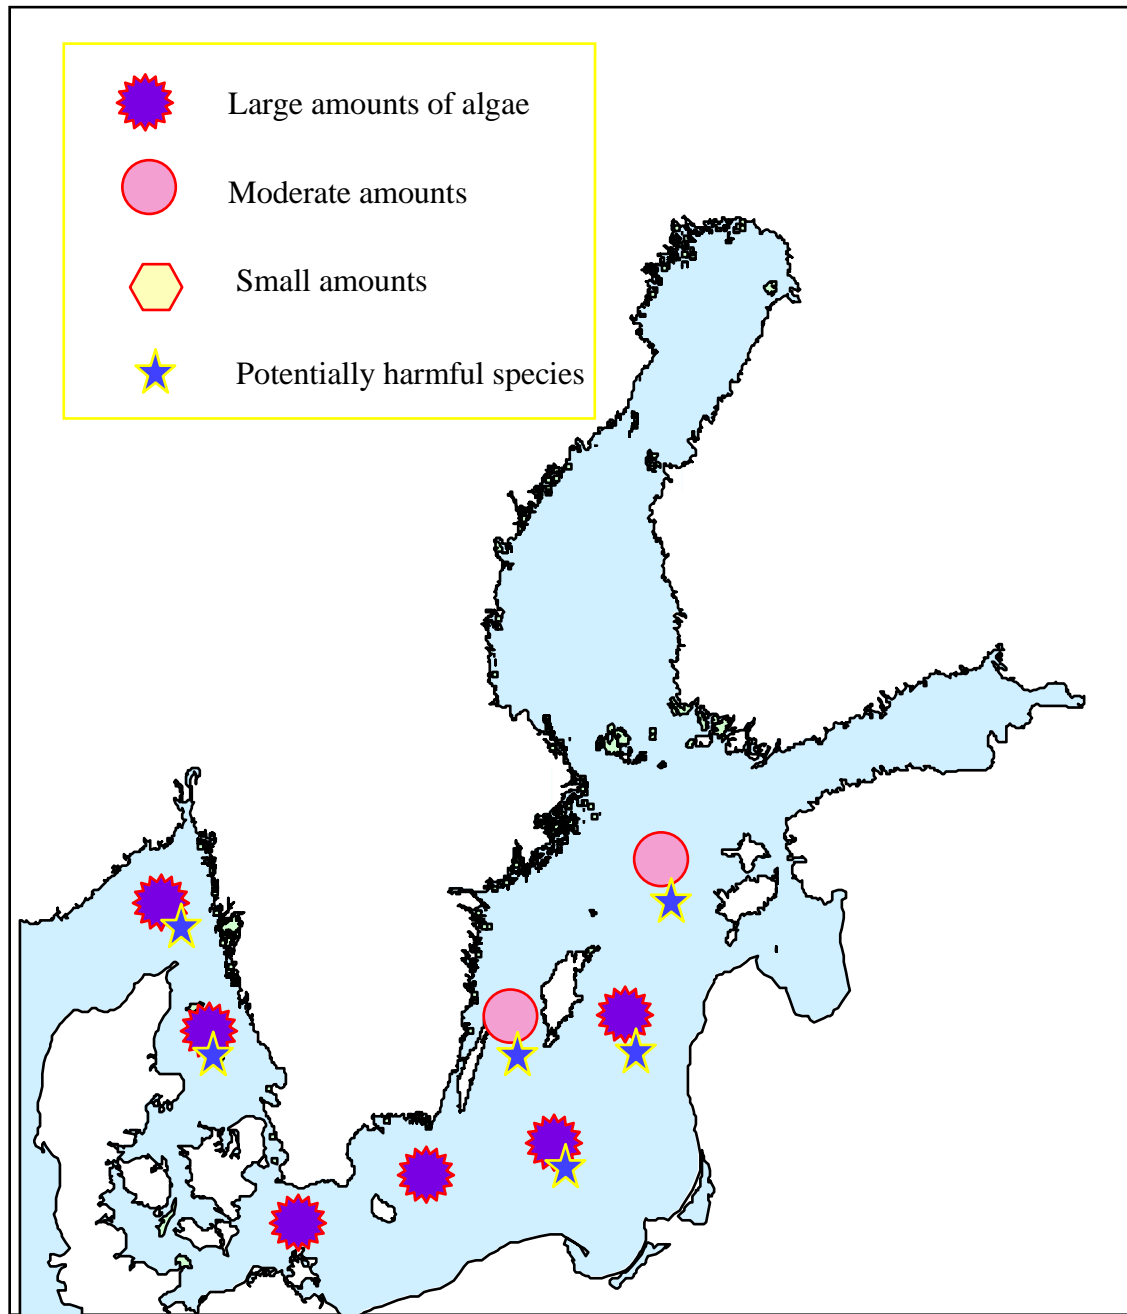 Large amounts of algae
Moderate amounts
Small amounts
Potentially harmful species